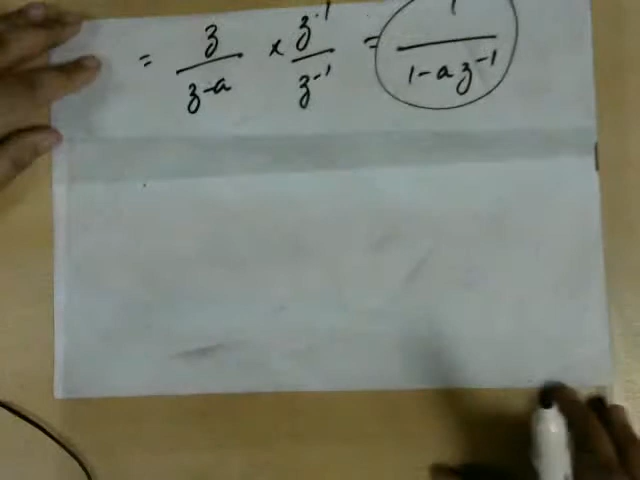 = z/(z-a) × z⁻¹/z⁻¹ = 1/(1-az⁻¹)